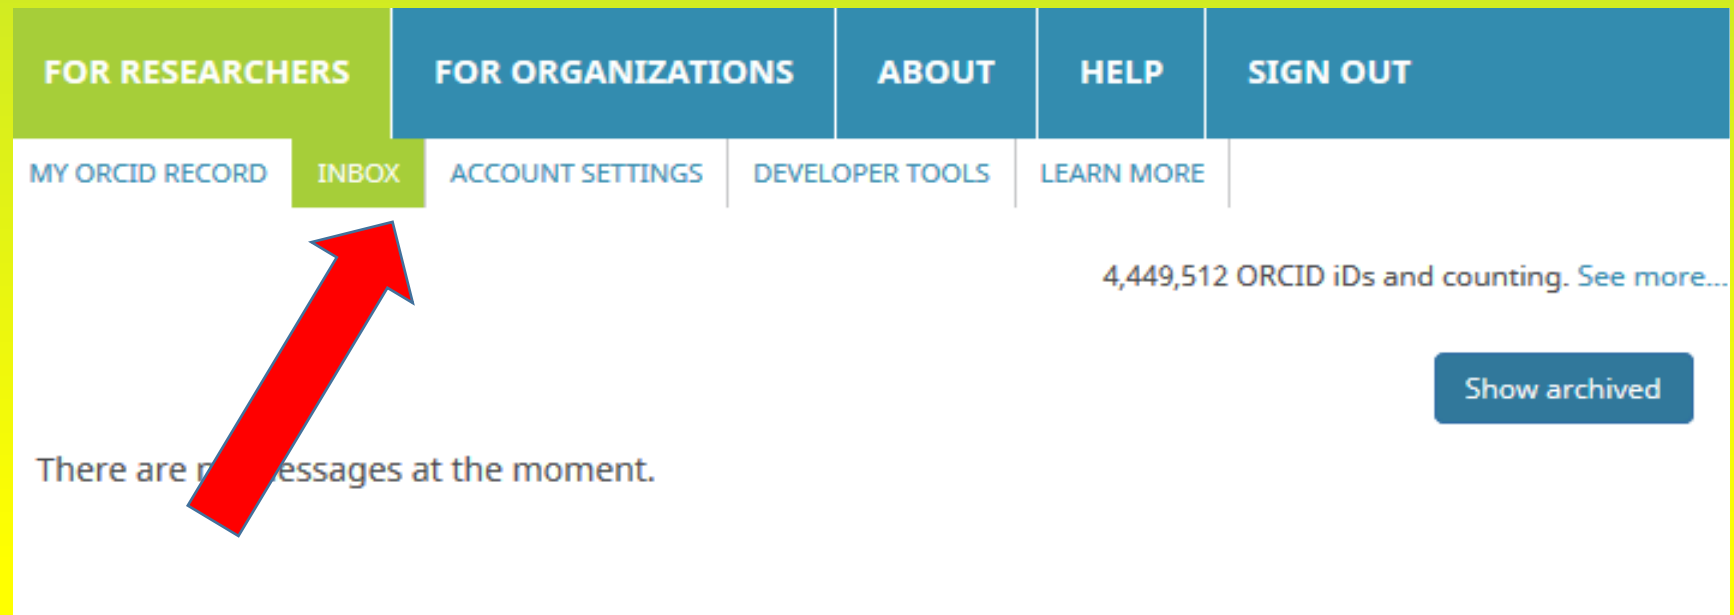 FOR RESEARCHERS FOR ORGANIZATIONS ABOUT HELP SIGN OUT
MY ORCID RECORD INBOX ACCOUNT SETTINGS DEVELOPER TOOLS LEARN MORE
4,449,512 ORCID iDs and counting. See more...
Show archived
There are at the moment.